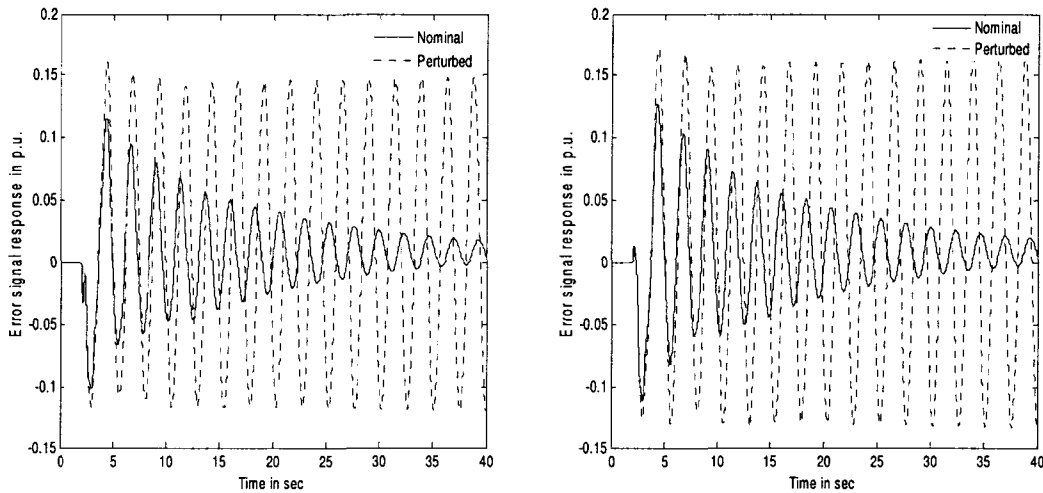 0.2
0.15
0.1
0.05
0
-0.05
-0.1
-0.15
Error signal response in p.u.
Nominal
Perturbed
0 5 10 15 20 25 30 35 40
Time in sec
0.2
0.15
0.1
0.05
0
-0.05
-0.1
-0.15
Error signal response in p.u.
Nominal
Perturbed
0 5 10 15 20 25 30 35 40
Time in sec